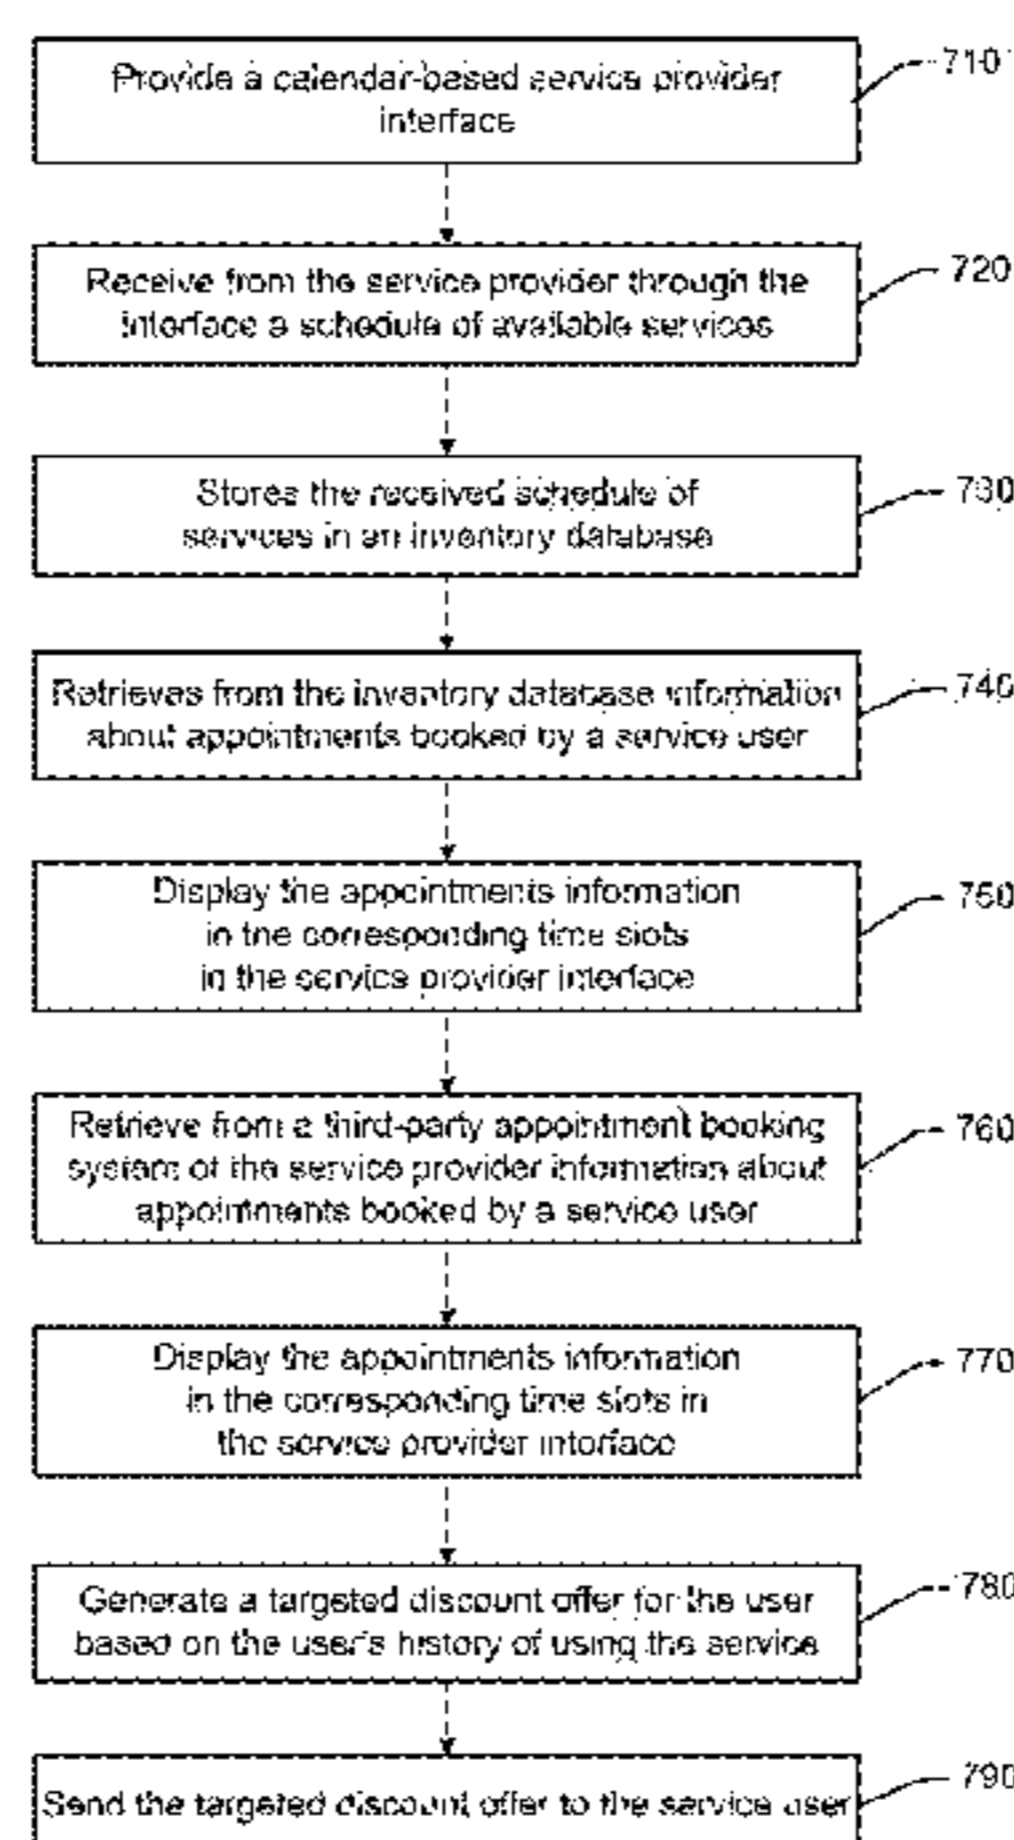 Provide a calendar-based service provider
interface
710
Receive from the service provider through the
interface a schedule of available services
720
Stores the received schedule of
services in an inventory database
730
Retrieves from the inventory database information
about appointments booked by a service user
740
Display the appointments information
in the corresponding time slots
in the service provider interface
750
Retrieve from a third-party appointment booking
system of the service provider information about
appointments booked by a service user
760
Display the appointments information
in the corresponding time slots in
the service provider interface
770
Generate a targeted discount offer for the user
based on the user's history of using the service
780
Send the targeted discount offer to the service user
790